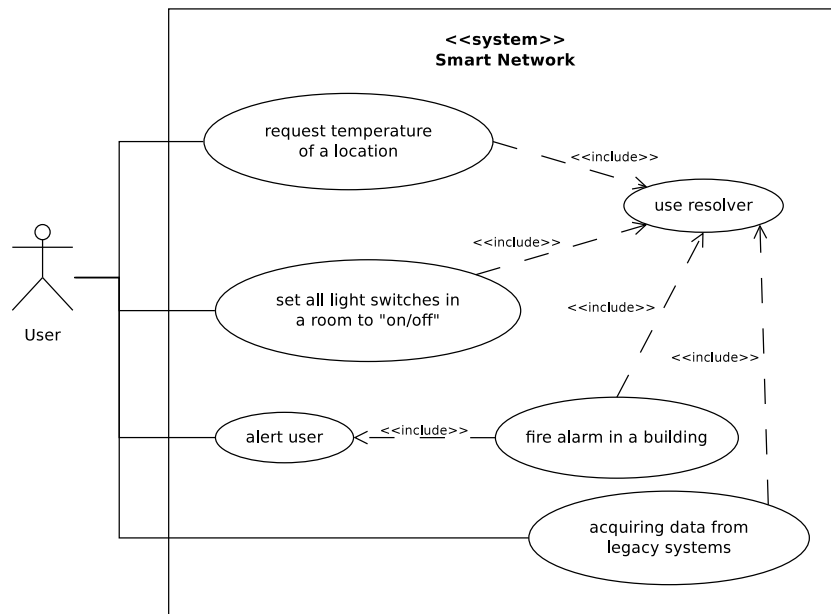 <<system>>
Smart Network
request temperature
of a location
<<include>>
use resolver
<<include>>
set all light switches in
a room to "on/off"
<<include>>
User
<<include>>
alert user
<<include>>
fire alarm in a building
acquiring data from
legacy systems